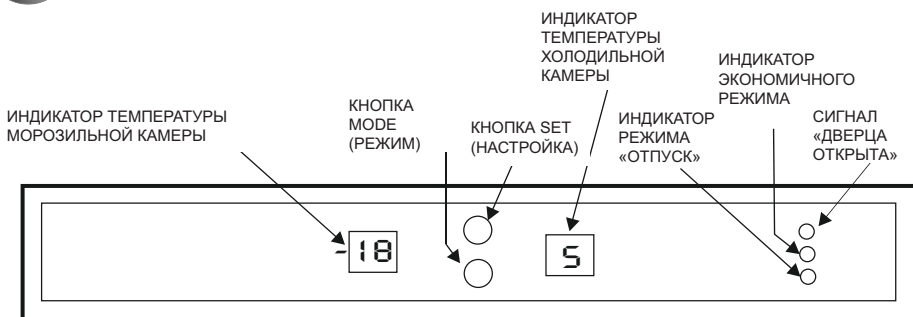 ИНДИКАТОР
ТЕМПЕРАТУРЫ
ХОЛОДИЛЬНОЙ
КАМЕРЫ
ИНДИКАТОР
ЭКОНОМИЧНОГО
РЕЖИМА
ИНДИКАТОР ТЕМПЕРАТУРЫ
МОРОЗИЛЬНОЙ КАМЕРЫ
КНОПКА
MODE
(РЕЖИМ)
КНОПКА SET
(НАСТРОЙКА)
ИНДИКАТОР
РЕЖИМА
«ОТПУСК»
СИГНАЛ
«ДВЕРЦА
ОТКРЫТА»
-18
5